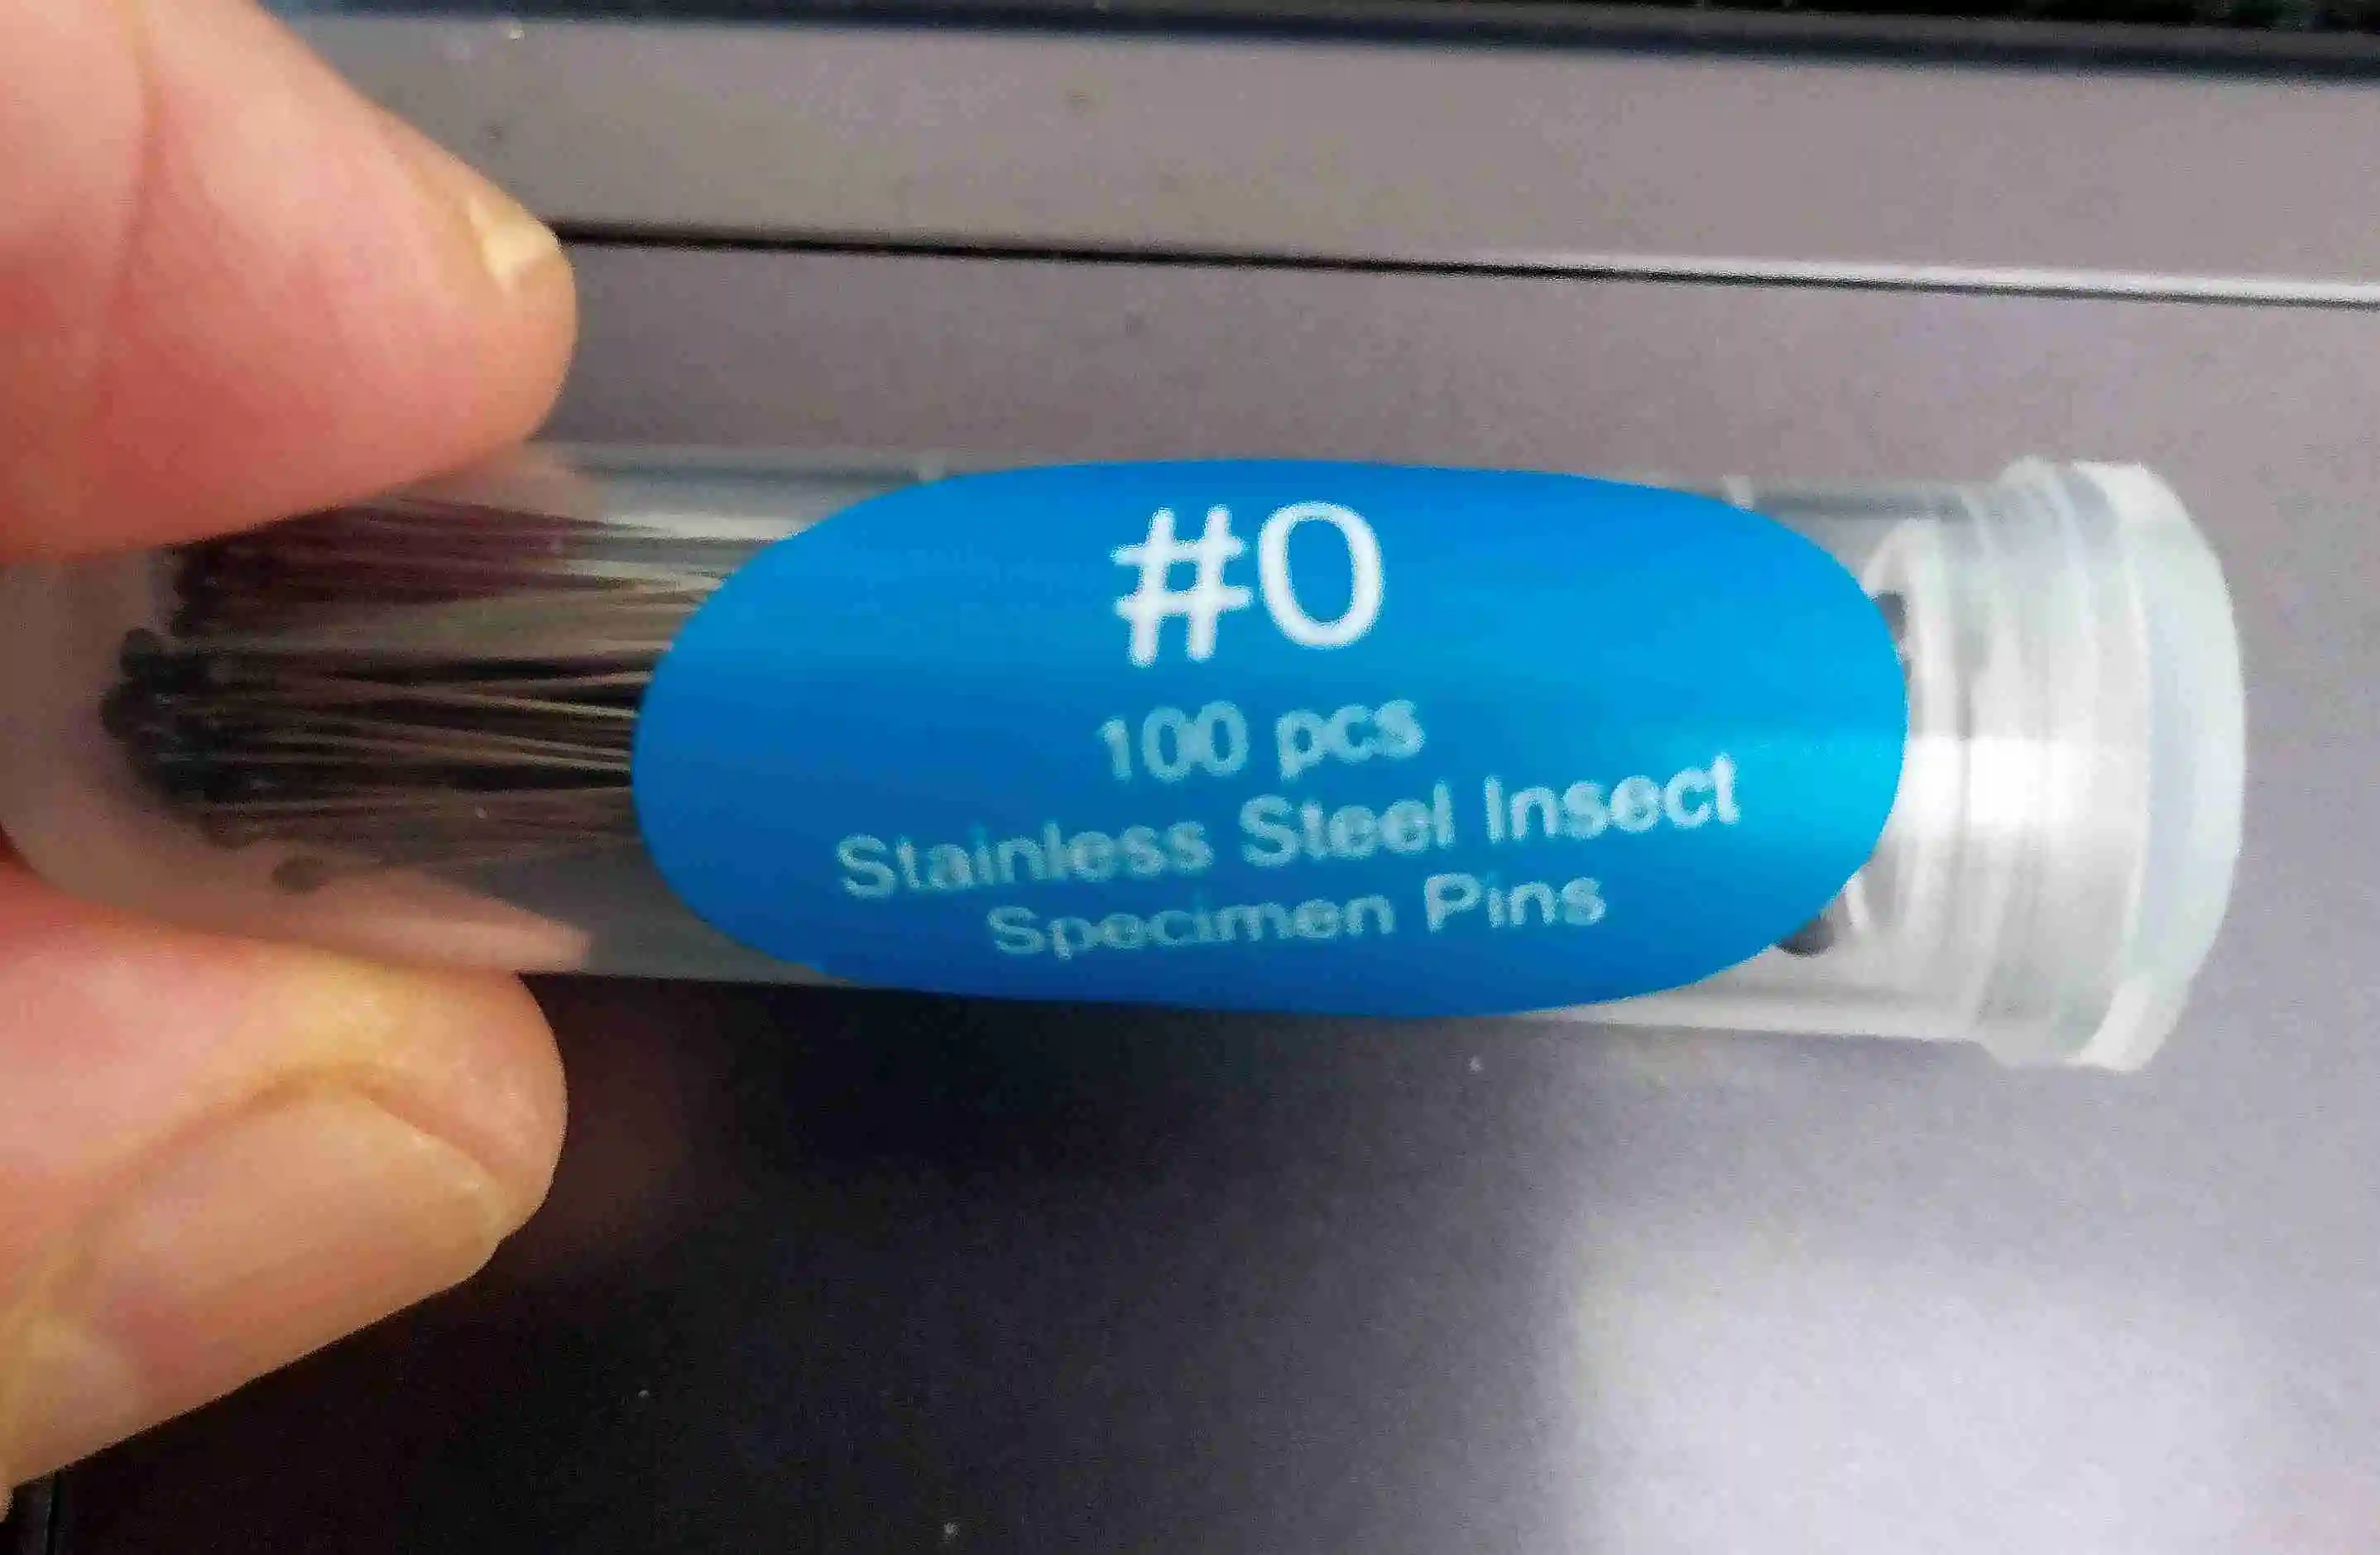 #0
100 pcs
Stainless Steel Insect
Specimen Pins